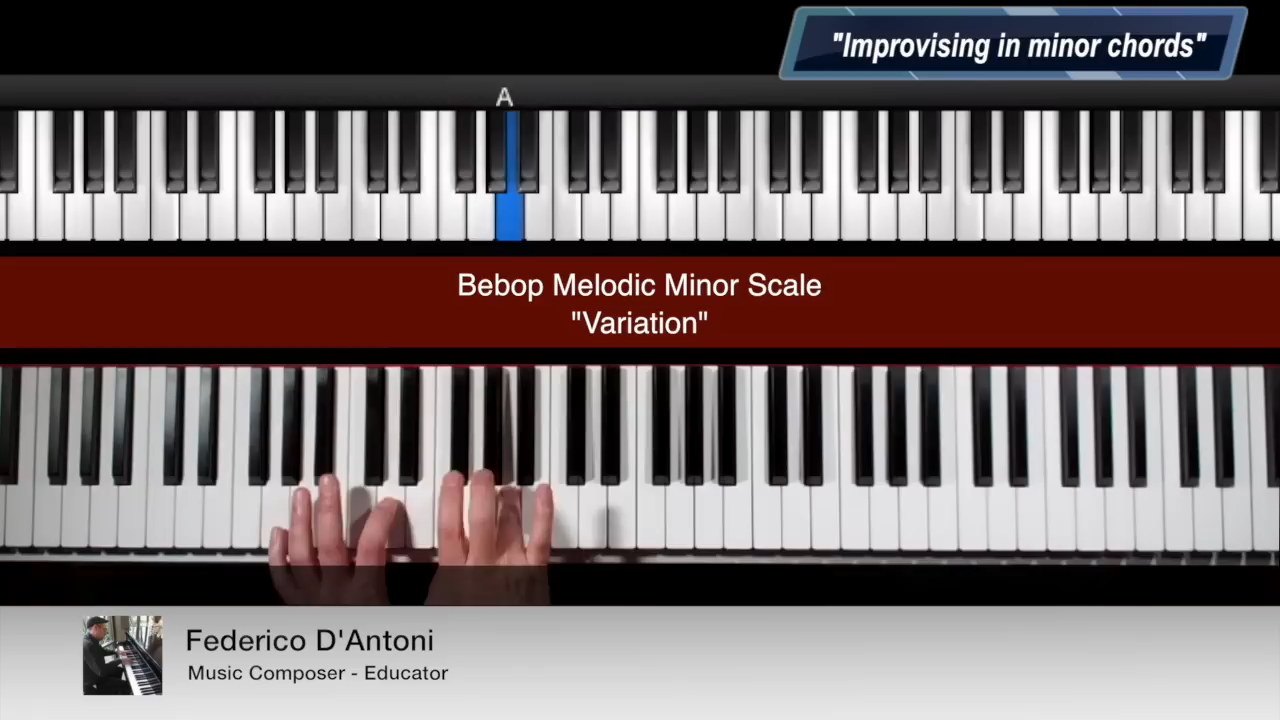 "Improvising in minor chords"
A
Bebop Melodic Minor Scale
"Variation"
Federico D'Antoni
Music Composer - Educator